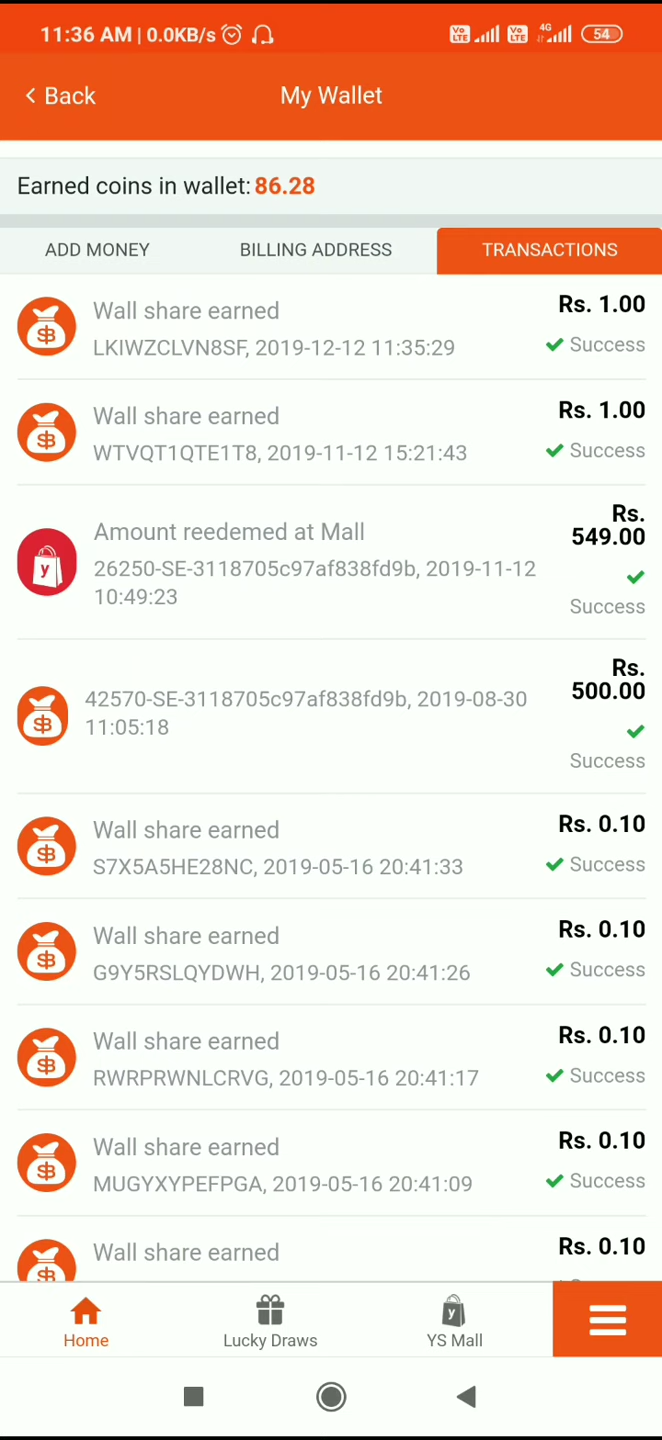 11:36 AM | 0.0KB/s Vo LTE Vo LTE 4G 54
Back My Wallet
Earned coins in wallet: 86.28
ADD MONEY BILLING ADDRESS TRANSACTIONS
Wall share earned Rs. 1.00
LKIWZCLVN8SF, 2019-12-12 11:35:29 Success
Wall share earned Rs. 1.00
WTVQT1QTE1T8, 2019-11-12 15:21:43 Success
Amount reedemed at Mall Rs. 549.00
y 26250-SE-3118705c97af838fd9b, 2019-11-12
10:49:23 Success
Rs. 500.00
42570-SE-3118705c97af838fd9b, 2019-08-30
11:05:18 Success
Wall share earned Rs. 0.10
S7X5A5HE28NC, 2019-05-16 20:41:33 Success
Wall share earned Rs. 0.10
G9Y5RSLQYDWH, 2019-05-16 20:41:26 Success
Wall share earned Rs. 0.10
RWRPRWNLCRVG, 2019-05-16 20:41:17 Success
Wall share earned Rs. 0.10
MUGYXYPEFPGA, 2019-05-16 20:41:09 Success
Wall share earned Rs. 0.10
Home Lucky Draws YS Mall